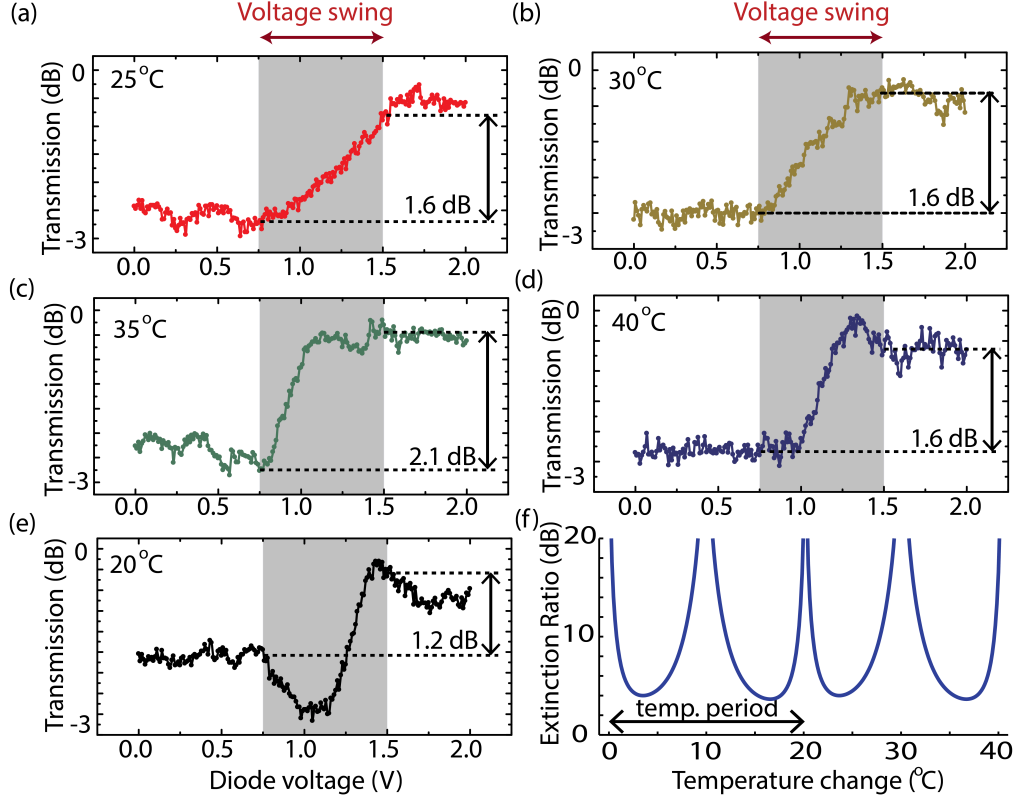 (a)
Voltage swing
Transmission (dB)
0
-3
25°C
1.6 dB
0.0 0.5 1.0 1.5 2.0
(b)
Voltage swing
Transmission (dB)
0
-3
30°C
1.6 dB
0.0 0.5 1.0 1.5 2.0
(c)
Transmission (dB)
0
-3
35°C
2.1 dB
0.0 0.5 1.0 1.5 2.0
(d)
Transmission (dB)
0
-3
40°C
1.6 dB
0.0 0.5 1.0 1.5 2.0
(e)
Transmission (dB)
0
-3
20°C
1.2 dB
0.0 0.5 1.0 1.5 2.0
Diode voltage (V)
(f)
Extinction Ratio (dB)
20
10
0
temp. period
0 10 20 30 40
Temperature change (°C)